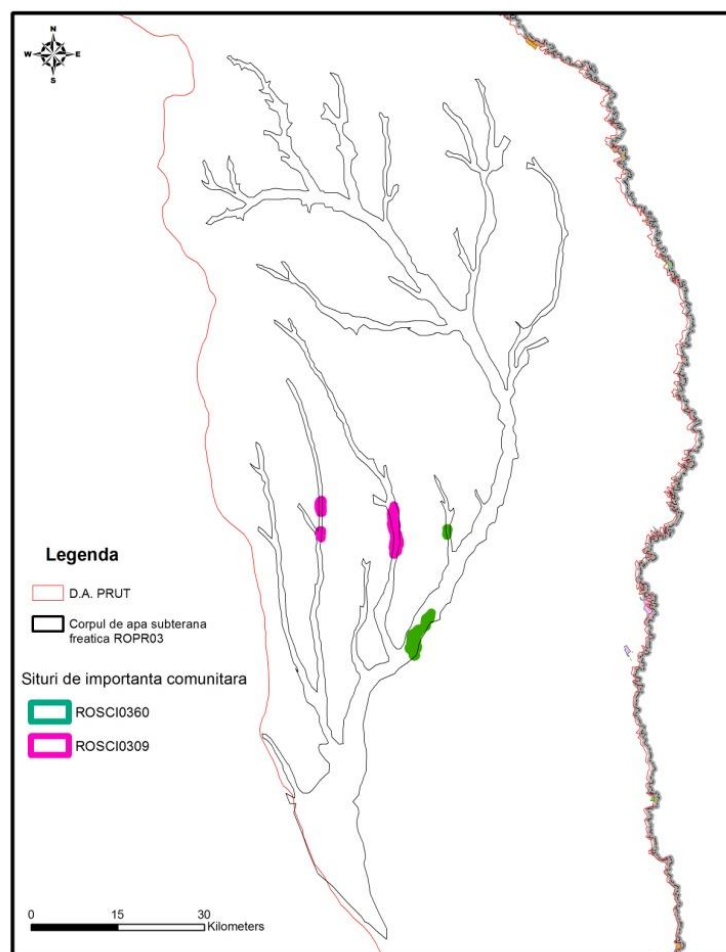 N
W E
S
Legenda
D.A. PRUT
Corpul de apa subterana
freatica ROPR03
Situri de importanta comunitara
ROSCI0360
ROSCI0309
0 15 30
Kilometers